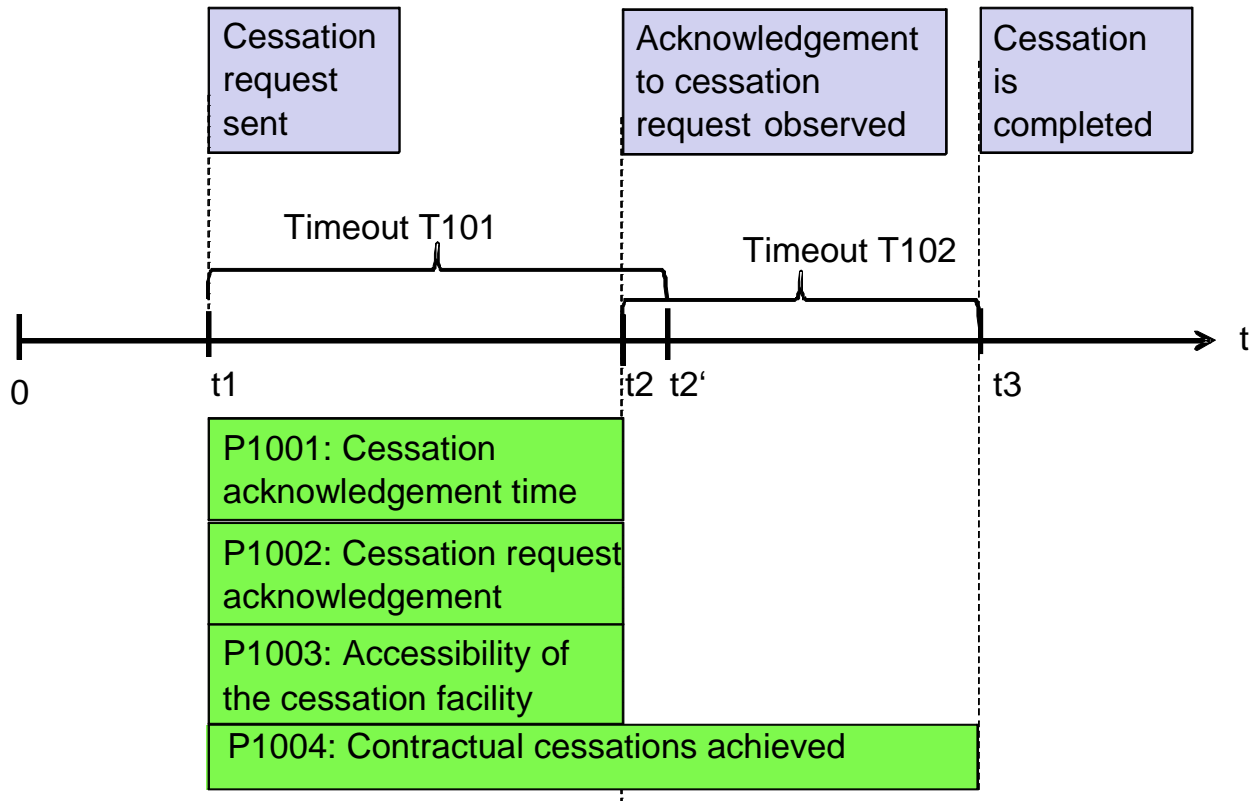 Cessation
request
sent
Acknowledgement
to cessation
request observed
Cessation
is
completed
Timeout T101
Timeout T102
t
0
t1
t2
t2‘
t3
P1001: Cessation
acknowledgement time
P1002: Cessation request
acknowledgement
P1003: Accessibility of
the cessation facility
P1004: Contractual cessations achieved